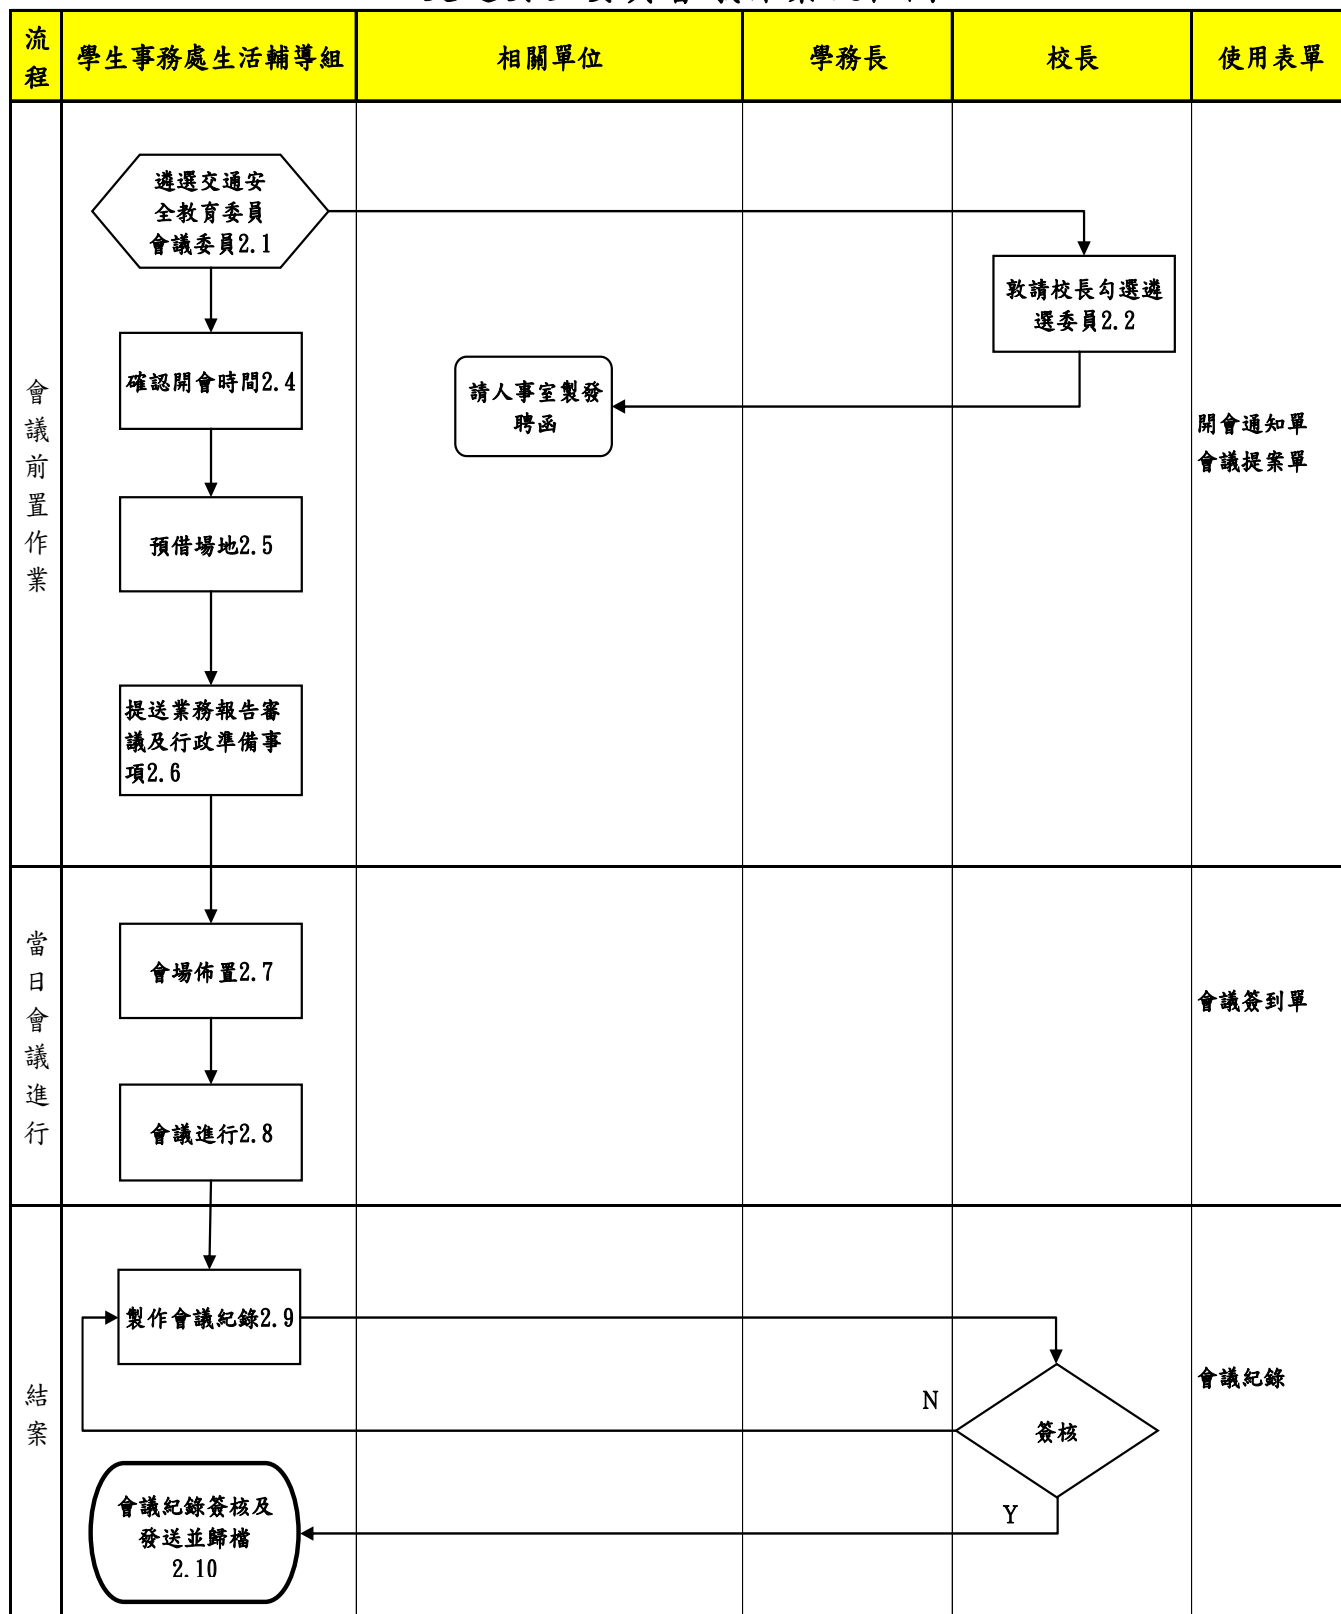 流
程
學生事務處生活輔導組
相關單位
學務長
校長
使用表單
會
議
前
置
作
業
遴選交通安
全教育委員
會議委員2.1
敦請校長勾選遴
選委員2.2
確認開會時間2.4
請人事室製發
聘函
開會通知單
會議提案單
預借場地2.5
提送業務報告審
議及行政準備事
項2.6
當
日
會
議
進
行
會場佈置2.7
會議簽到單
會議進行2.8
結
案
製作會議紀錄2.9
會議紀錄
N
簽核
Y
會議紀錄簽核及
發送並歸檔
2.10